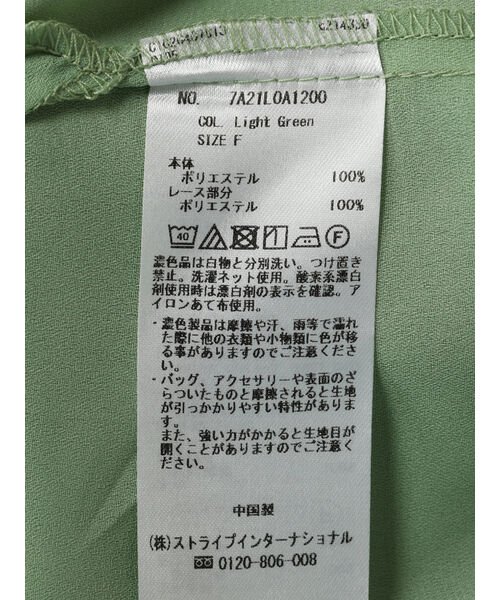 6214330
NO. 7A21L0A1200
COL. Light Green
SIZE F
本体
ポリエステル 100%
レース部分
ポリエステル 100%
40 F
濃色品は白物と分別洗い。つけ置き
禁止。洗濯ネット使用。酸素系漂白
剤使用時は漂白剤の表示を確認。ア
イロンあて布使用。
・濃色製品は摩擦や汗、雨等で濡れ
た際に他の衣類や小物類に色が移
る事がありますのでご注意くださ
い。
・バッグ、アクセサリーや表面のざ
らついたものと摩擦されると生地
が引っかかりやすい特性がありま
す。
また、強い力がかかると生地目が
開くことがありますのでご注意く
ださい。
中国製
(株)ストライプインターナショナル
0120-806-008